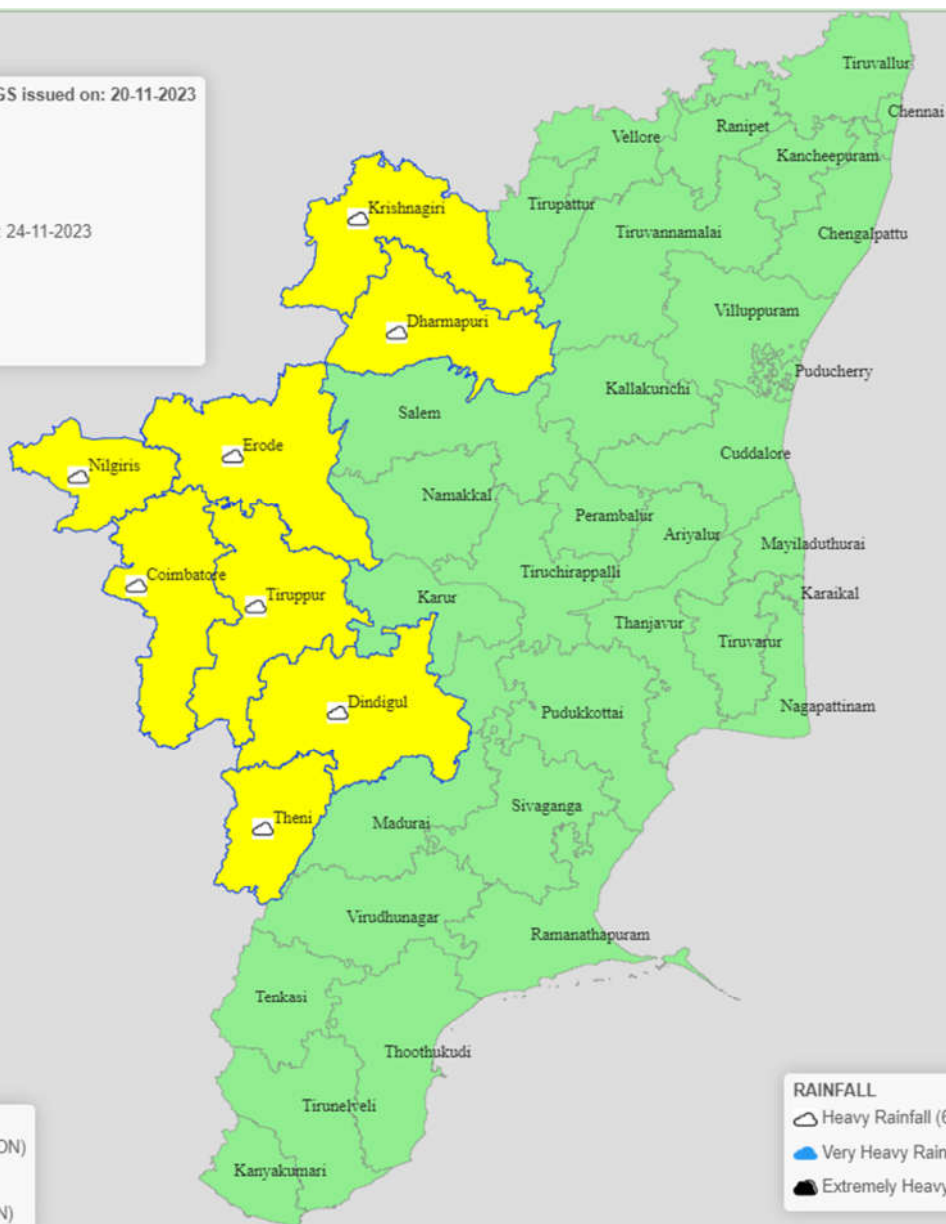 GS issued on: 20-11-2023
: 24-11-2023
Tiruvallur
Chennai
Ranipet
Vellore
Kancheepuram
Krishnagiri
Tirupattur
Tiruvannamalai
Chengalpattu
Villuppuram
Dharmapuri
Puducherry
Kallakurichi
Salem
Erode
Cuddalore
Nilgiris
Namakkal
Perambalur
Ariyalur
Mayiladuthurai
Coimbatore
Tiruchirappalli
Tiruppur
Karur
Karaikal
Thanjavur
Tiruvarur
Dindigul
Pudukkottai
Nagapattinam
Theni
Madurai
Sivaganga
Virudhunagar
Ramanathapuram
Tenkasi
Thoothukudi
Tirunelveli
Kanyakumari
ON)
N)
RAINFALL
Heavy Rainfall (6
Very Heavy Rain
Extremely Heavy